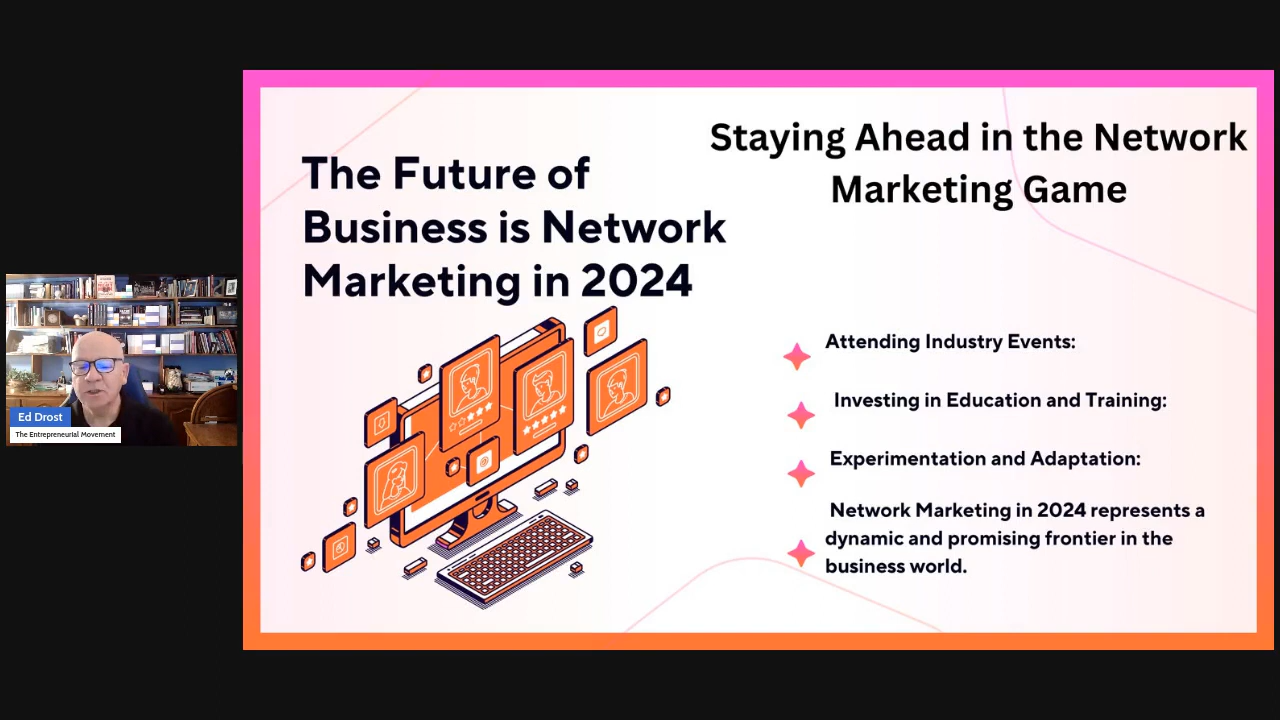 The Future of
Business is Network
Marketing in 2024
Staying Ahead in the Network
Marketing Game
Attending Industry Events:
Investing in Education and Training:
Experimentation and Adaptation:
Network Marketing in 2024 represents a
dynamic and promising frontier in the
business world.
Ed Drost
The Entrepreneurial Movement